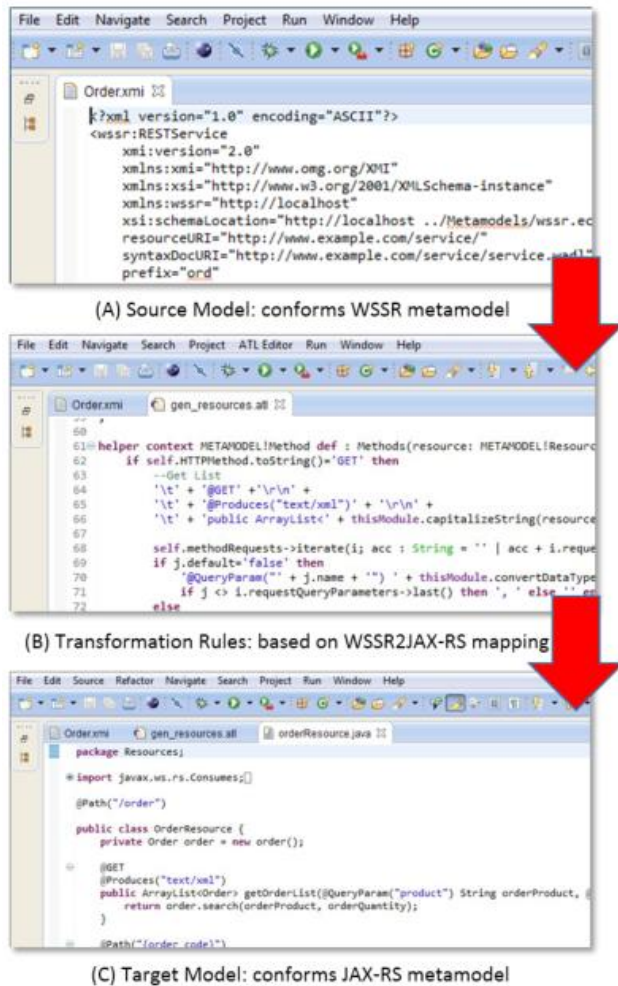 File Edit Navigate Search Project Run Window Help
Order.xmi
<?xml version="1.0" encoding="ASCII"?>
<wssr:RESTService
xmi:version="2.0"
xmlns:xmi="http://www.omg.org/XMI"
xmlns:xsi="http://www.w3.org/2001/XMLSchema-instance"
xmlns:wssr="http://localhost"
xsi:schemaLocation="http://localhost ../Metamodels/wssr.ec
resourceURI="http://www.example.com/service/"
syntaxDocURI="http://www.example.com/service/service.wadl"
prefix="ord"
(A) Source Model: conforms WSSR metamodel
File Edit Navigate Search Project ATL Editor Run Window Help
Order.xmi gen_resources.atl
60
61 helper context METAMODEL!Method def : Methods(resource: METAMODEL!Resourc
62 if self.HTTPMethod.toString()='GET' then
63 --Get List
64 '\t' + '@GET' +'\r\n' +
65 '\t' + '@Produces("text/xml")' + '\r\n' +
66 '\t' + 'public ArrayList<' + thisModule.capitalizeString(resource
67
68 self.methodRequests->iterate(i; acc : String = '' | acc + i.reque
69 if j.default='false' then
70 '@QueryParam("' + j.name + '") ' + thisModule.convertDataType
71 if j <> i.requestQueryParameters->last() then ', ' else '' en
72 else
(B) Transformation Rules: based on WSSR2JAX-RS mapping
File Edit Source Refactor Navigate Search Project Run Window Help
Order.xmi gen_resources.atl orderResource.java
package Resources;
import javax.ws.rs.Consumes;
@Path("/order")
public class OrderResource {
private Order order = new order();
@GET
@Produces("text/xml")
public ArrayList<Order> getOrderList(@QueryParam("product") String orderProduct, @
return order.search(orderProduct, orderQuantity);
}
@Path("{order_code}")
(C) Target Model: conforms JAX-RS metamodel